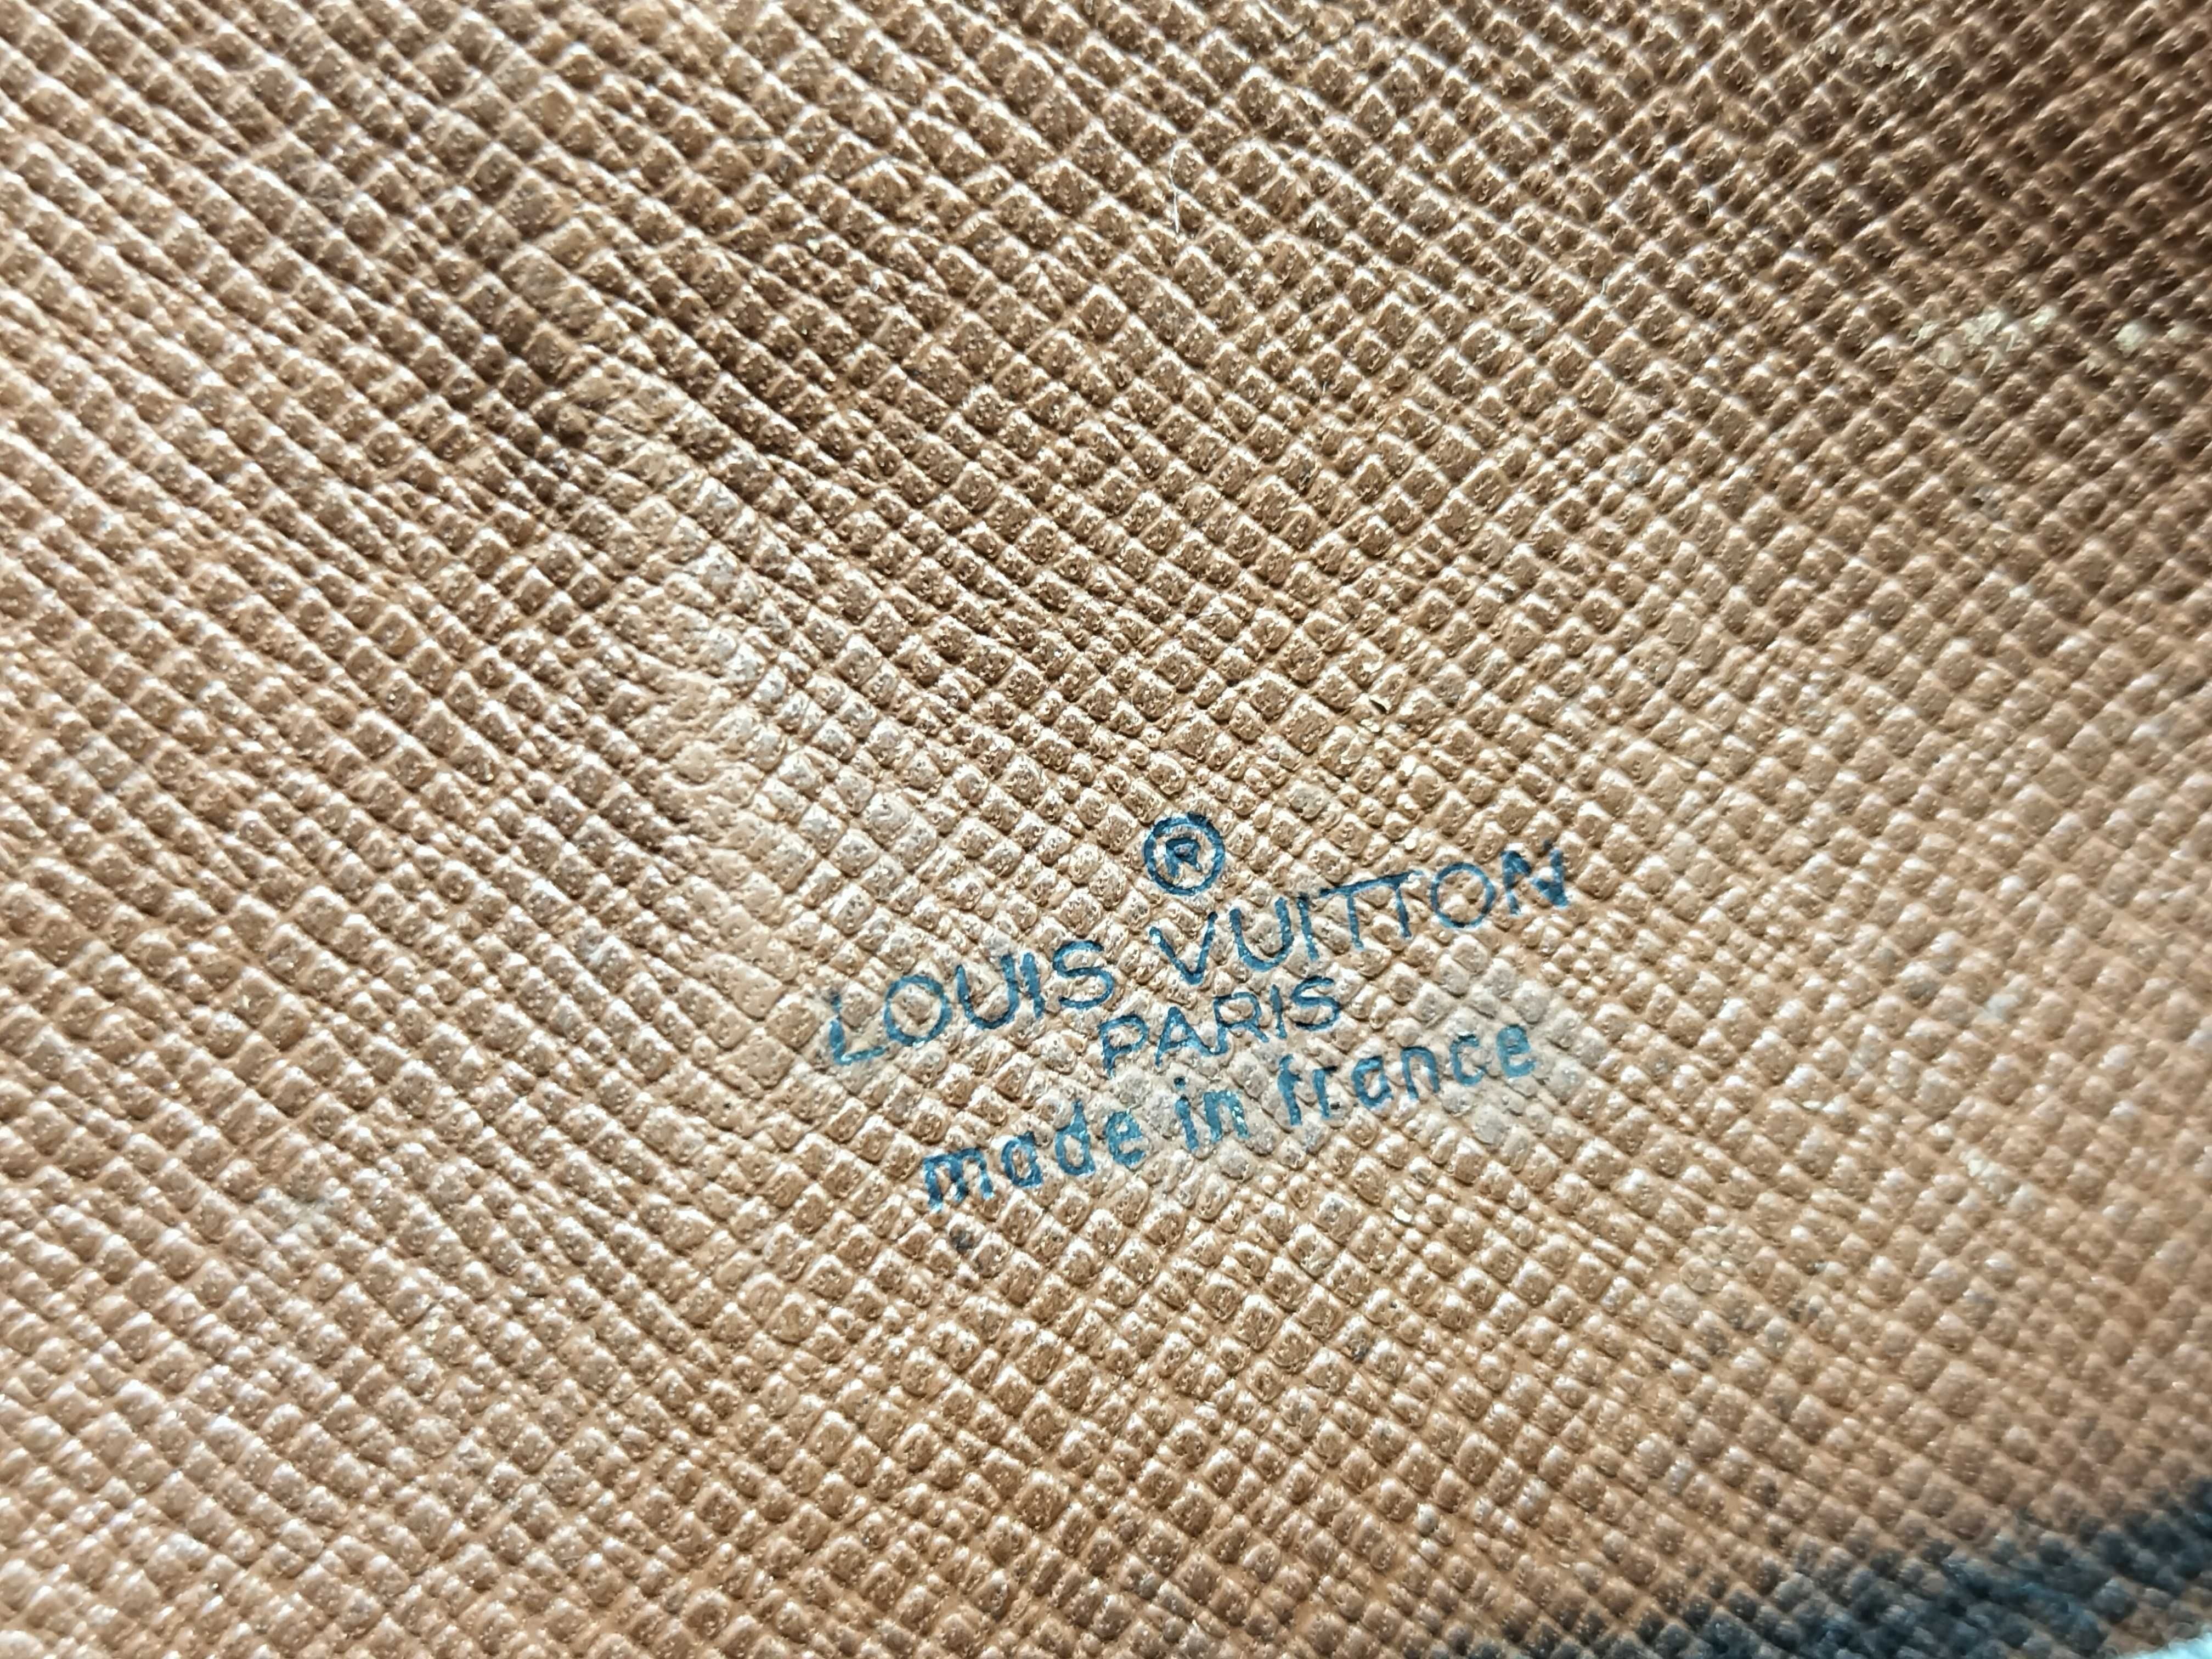 ®
LOUIS VUITTON
PARIS
made in france